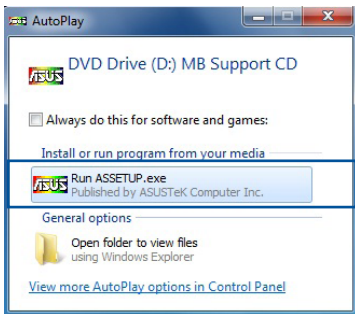 AutoPlay
DVD Drive (D:) MB Support CD
Always do this for software and games:
Install or run program from your media
Run ASSETUP.exe
Published by ASUSTeK Computer Inc.
General options
Open folder to view files
using Windows Explorer
View more AutoPlay options in Control Panel